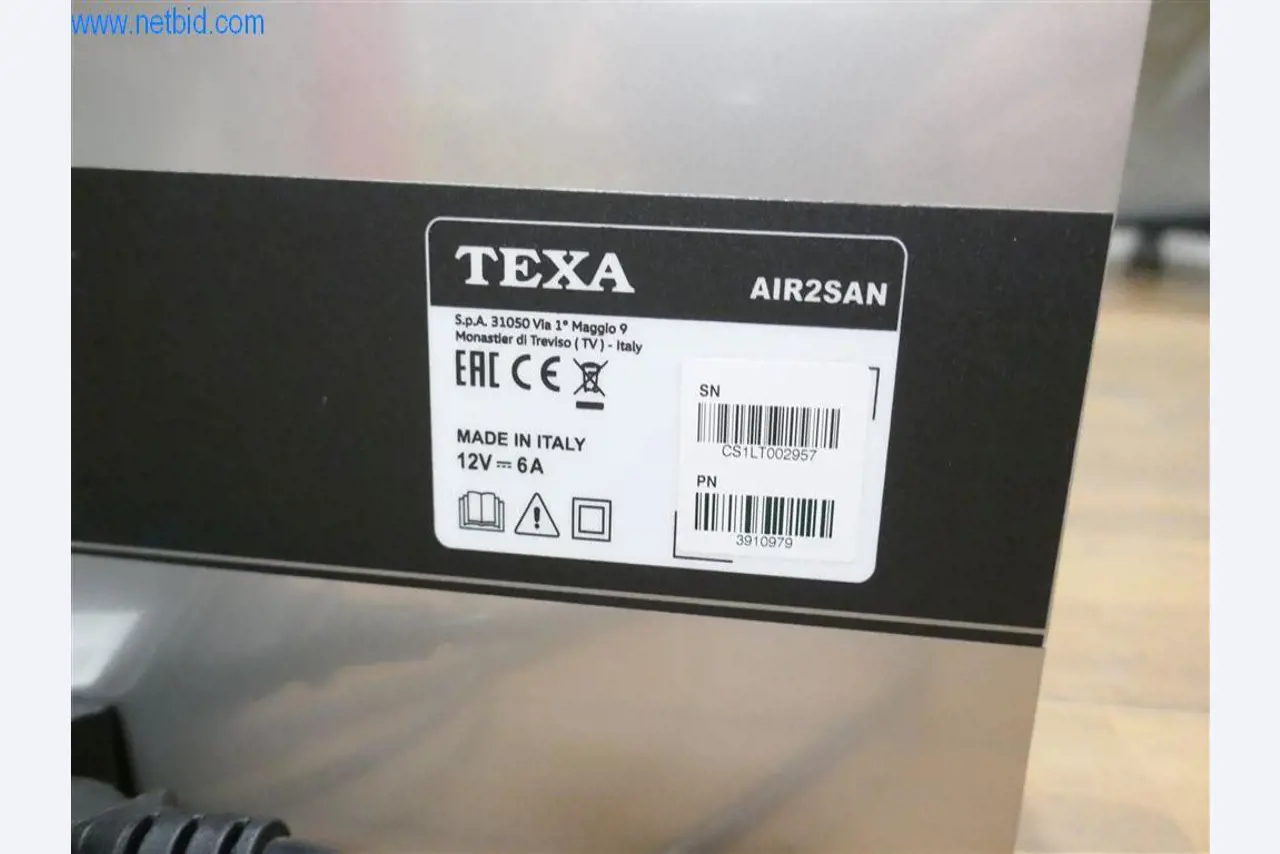 www.netbid.com
TEXA
AIR2SAN
S.p.A. 31050 Via 1° Maggio 9
Monastier di Treviso ( TV ) - Italy
EAC CE
MADE IN ITALY
12V ⎓ 6A
SN
CS1LT002957
PN
3910979